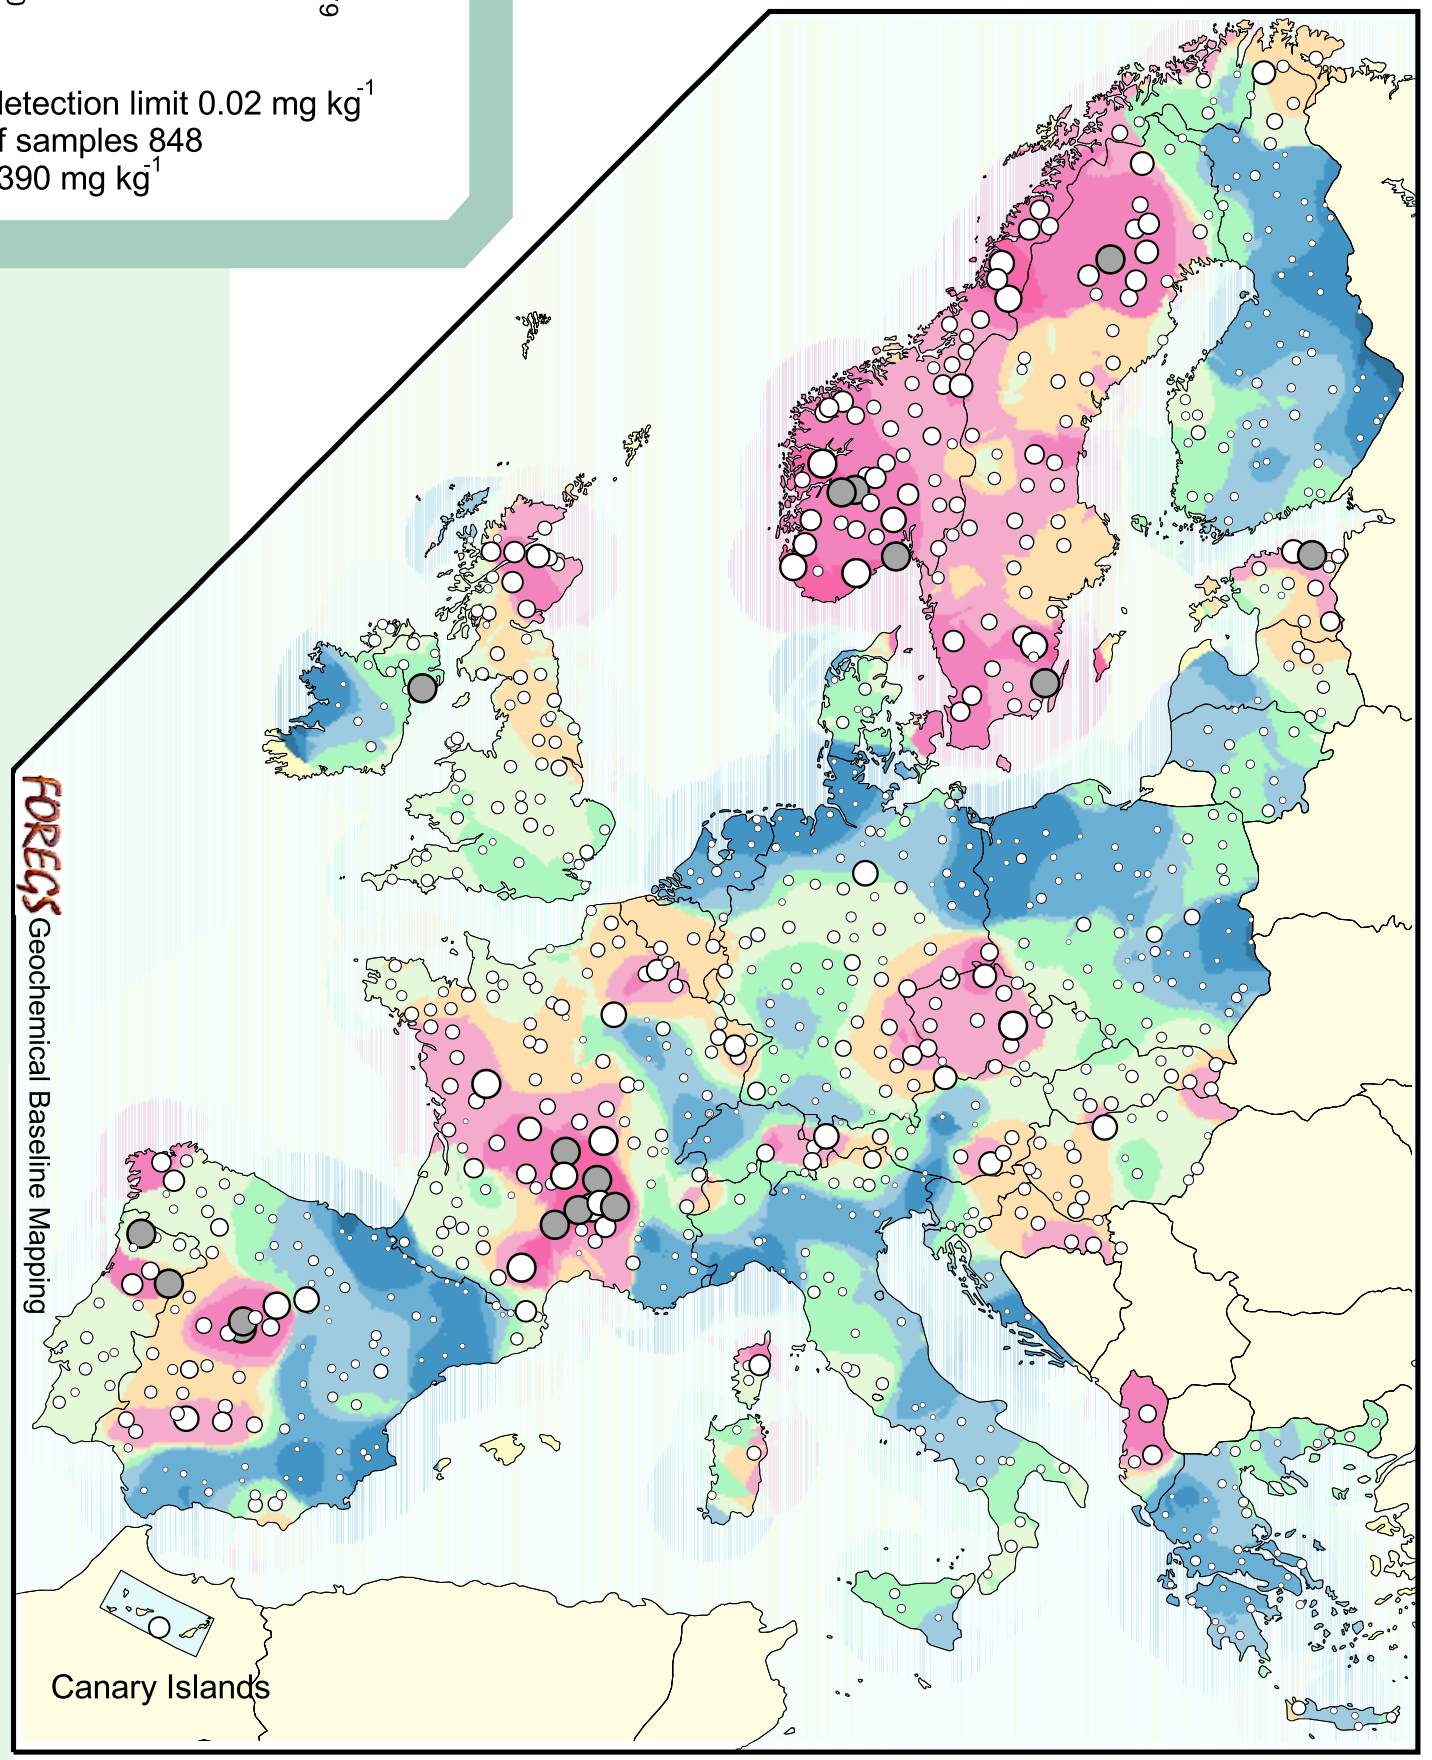 detection limit 0.02 mg kg-1
f samples 848
390 mg kg-1
FOREGS Geochemical Baseline Mapping
Canary Islands